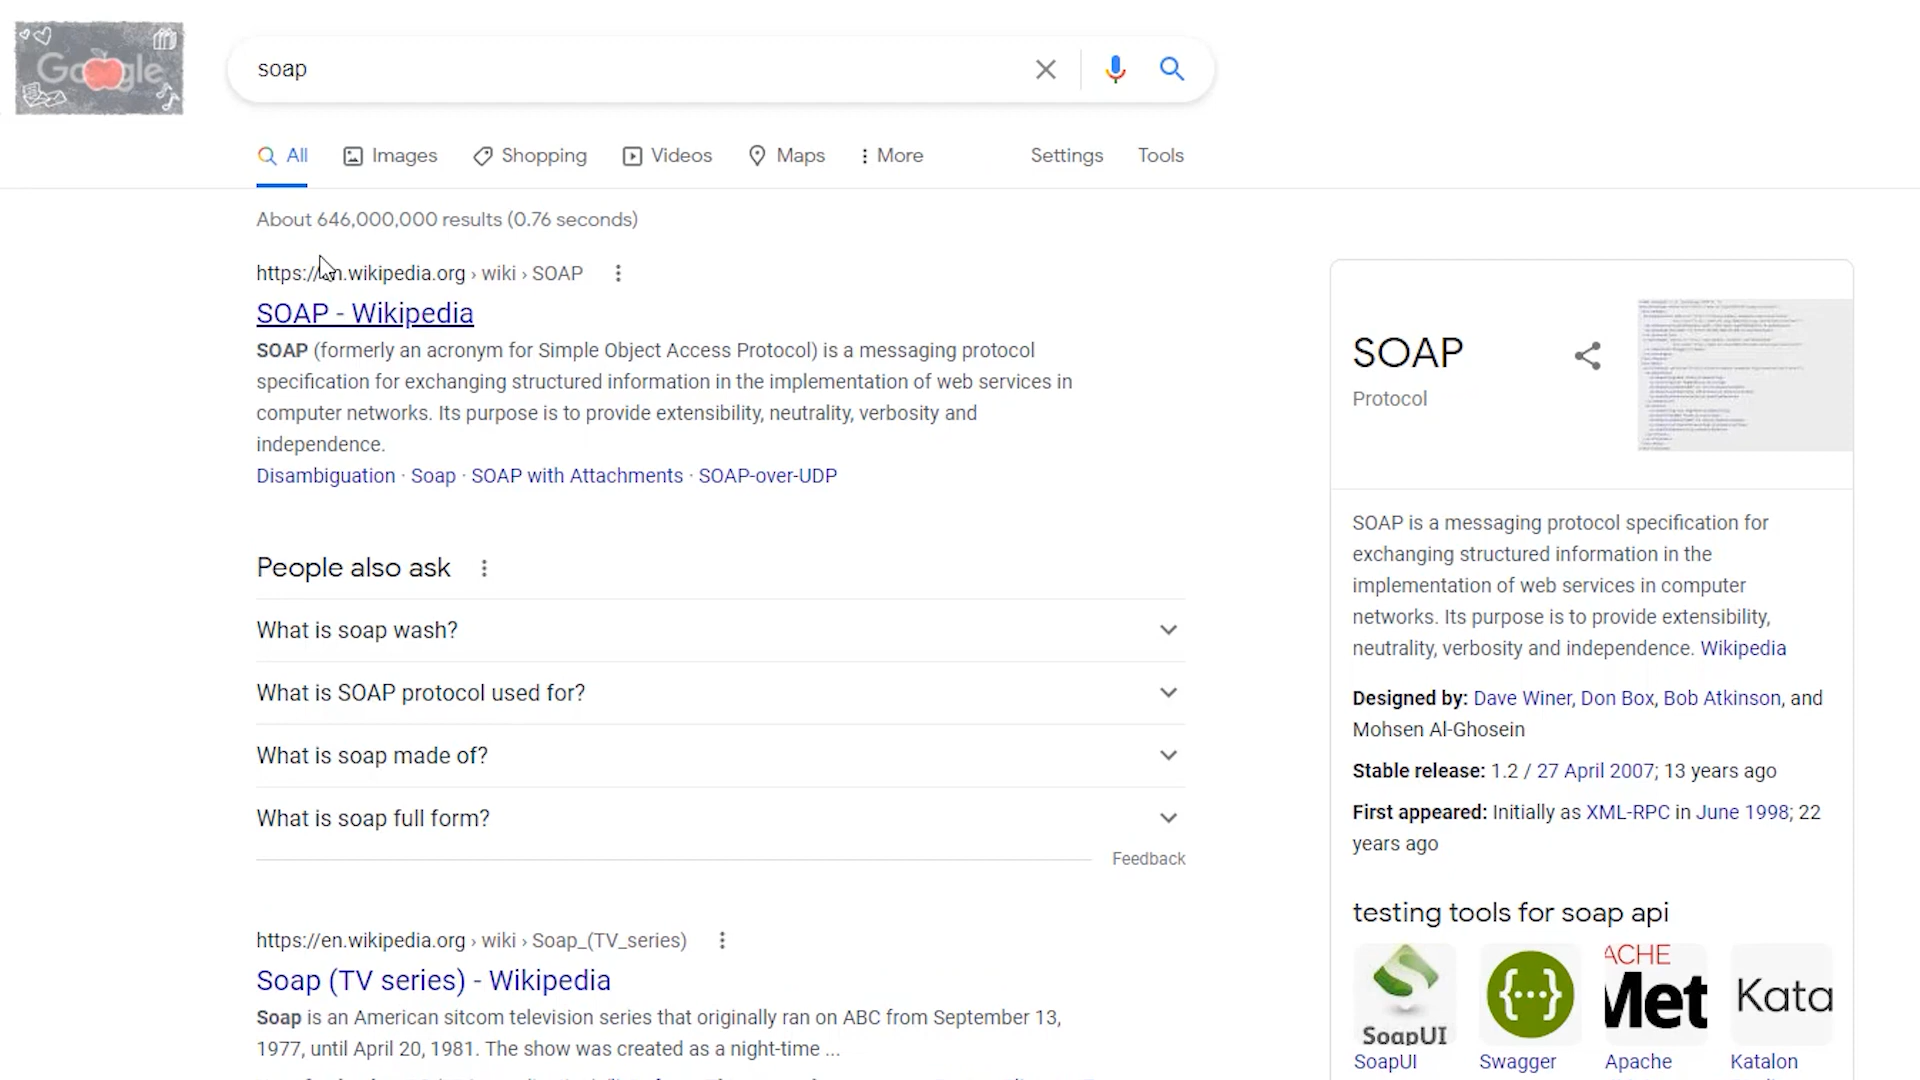 Google
soap
All
Images
Shopping
Videos
Maps
More
Settings
Tools
About 646,000,000 results (0.76 seconds)
https://en.wikipedia.org › wiki › SOAP
SOAP - Wikipedia
SOAP (formerly an acronym for Simple Object Access Protocol) is a messaging protocol
specification for exchanging structured information in the implementation of web services in
computer networks. Its purpose is to provide extensibility, neutrality, verbosity and
independence.
Disambiguation · Soap · SOAP with Attachments · SOAP-over-UDP
People also ask
What is soap wash?
What is SOAP protocol used for?
What is soap made of?
What is soap full form?
Feedback
https://en.wikipedia.org › wiki › Soap_(TV_series)
Soap (TV series) - Wikipedia
Soap is an American sitcom television series that originally ran on ABC from September 13,
1977, until April 20, 1981. The show was created as a night-time ...
SOAP
Protocol
SOAP is a messaging protocol specification for
exchanging structured information in the
implementation of web services in computer
networks. Its purpose is to provide extensibility,
neutrality, verbosity and independence. Wikipedia
Designed by: Dave Winer, Don Box, Bob Atkinson, and
Mohsen Al-Ghosein
Stable release: 1.2 / 27 April 2007; 13 years ago
First appeared: Initially as XML-RPC in June 1998; 22
years ago
testing tools for soap api
SoapUI
{···}
ACHE
Met
Kata
SoapUI
Swagger
Apache
Katalon